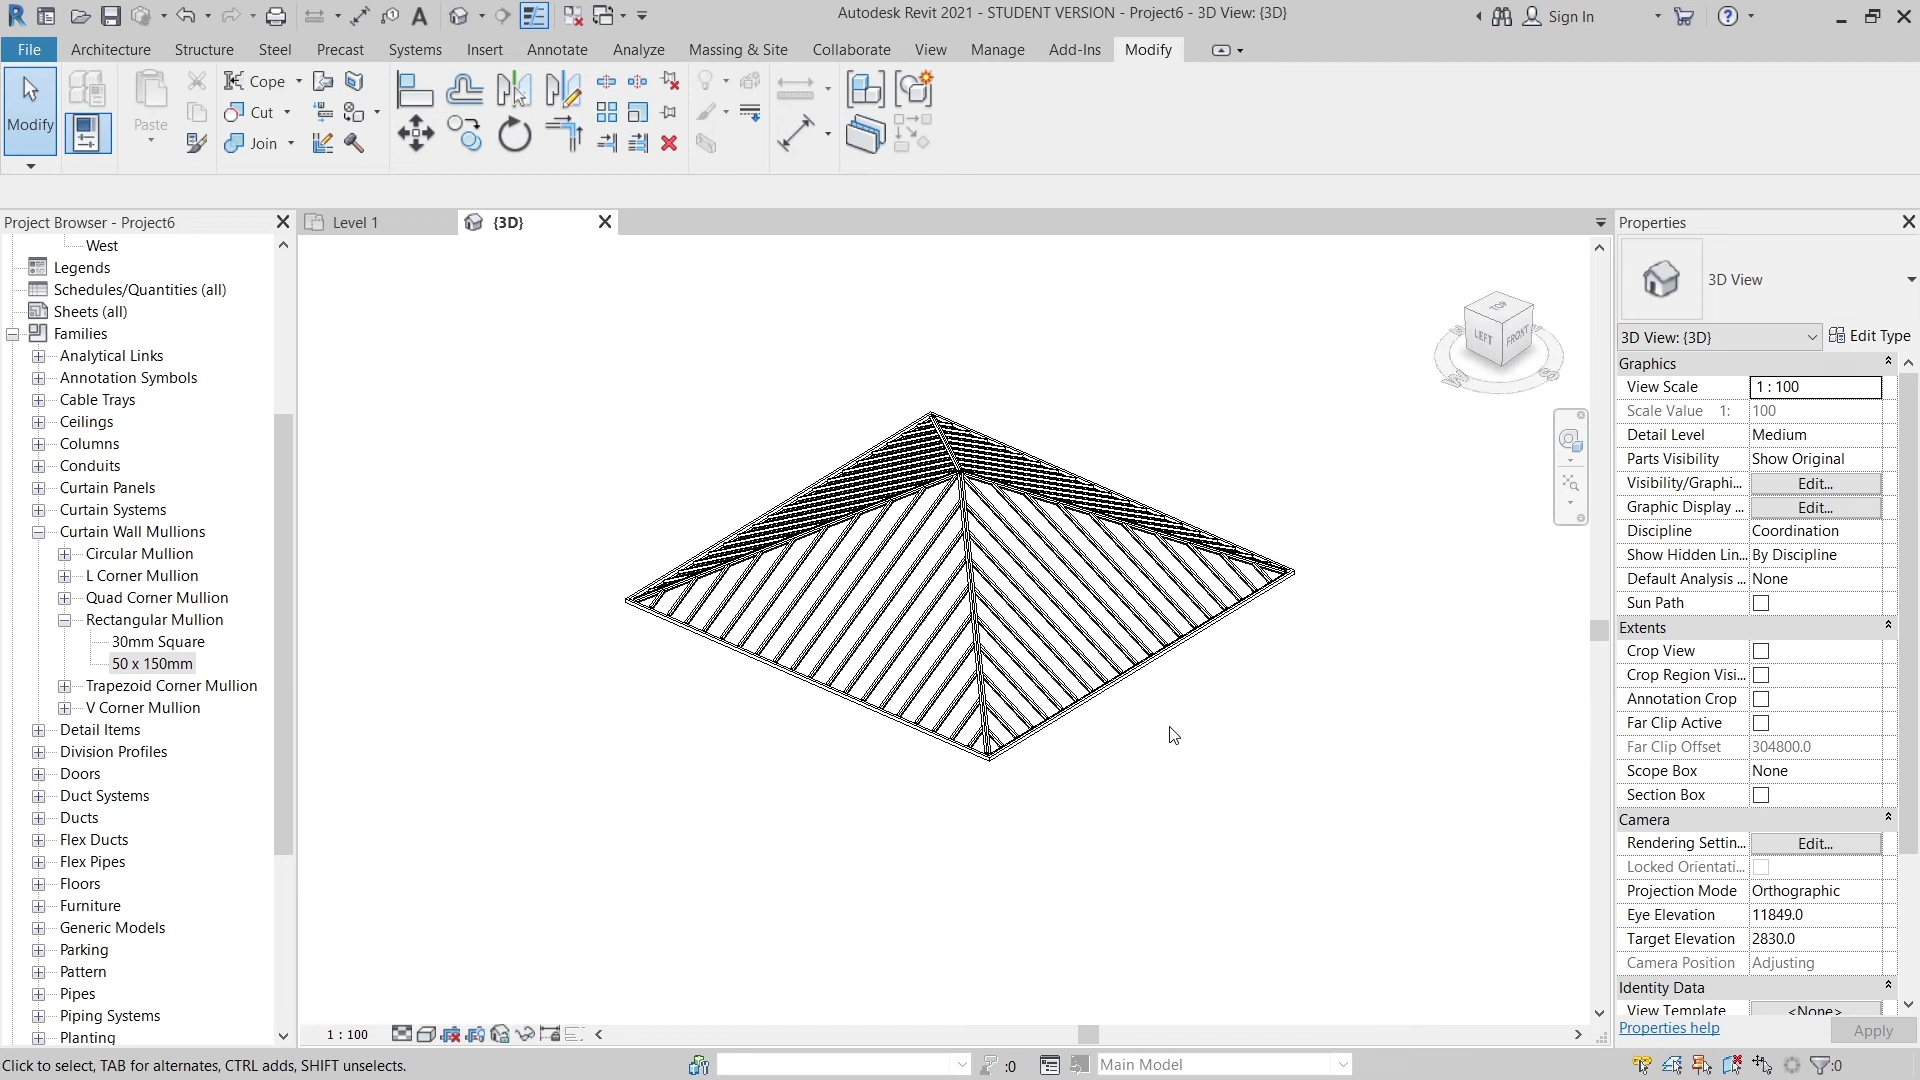 Autodesk Revit 2021 - STUDENT VERSION - Project6 - 3D View: {3D}
Sign In
File
Architecture
Structure
Steel
Precast
Systems
Insert
Annotate
Analyze
Massing & Site
Collaborate
View
Manage
Add-Ins
Modify
Modify
Paste
Cope
Cut
Join
Project Browser - Project6
West
Legends
Schedules/Quantities (all)
Sheets (all)
Families
Analytical Links
Annotation Symbols
Cable Trays
Ceilings
Columns
Conduits
Curtain Panels
Curtain Systems
Curtain Wall Mullions
Circular Mullion
L Corner Mullion
Quad Corner Mullion
Rectangular Mullion
30mm Square
50 x 150mm
Trapezoid Corner Mullion
V Corner Mullion
Detail Items
Division Profiles
Doors
Duct Systems
Ducts
Flex Ducts
Flex Pipes
Floors
Furniture
Generic Models
Parking
Pattern
Pipes
Piping Systems
Planting
Level 1
{3D}
TOP
LEFT
FRONT
W
S
1 : 100
Properties
3D View
3D View: {3D}
Edit Type
Graphics
View Scale 1 : 100
Scale Value 1: 100
Detail Level Medium
Parts Visibility Show Original
Visibility/Graphi... Edit...
Graphic Display ... Edit...
Discipline Coordination
Show Hidden Lin... By Discipline
Default Analysis ... None
Sun Path
Extents
Crop View
Crop Region Visi...
Annotation Crop
Far Clip Active
Far Clip Offset 304800.0
Scope Box None
Section Box
Camera
Rendering Settin... Edit...
Locked Orientati...
Projection Mode Orthographic
Eye Elevation 11849.0
Target Elevation 2830.0
Camera Position Adjusting
Identity Data
View Template <None>
Properties help
Apply
Click to select, TAB for alternates, CTRL adds, SHIFT unselects.
:0
Main Model
:0